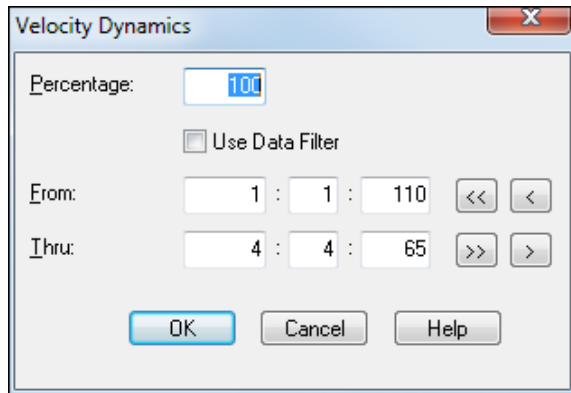 Velocity Dynamics
Percentage: 100
Use Data Filter
From: 1 : 1 : 110 << <
Thru: 4 : 4 : 65 >> >
OK Cancel Help